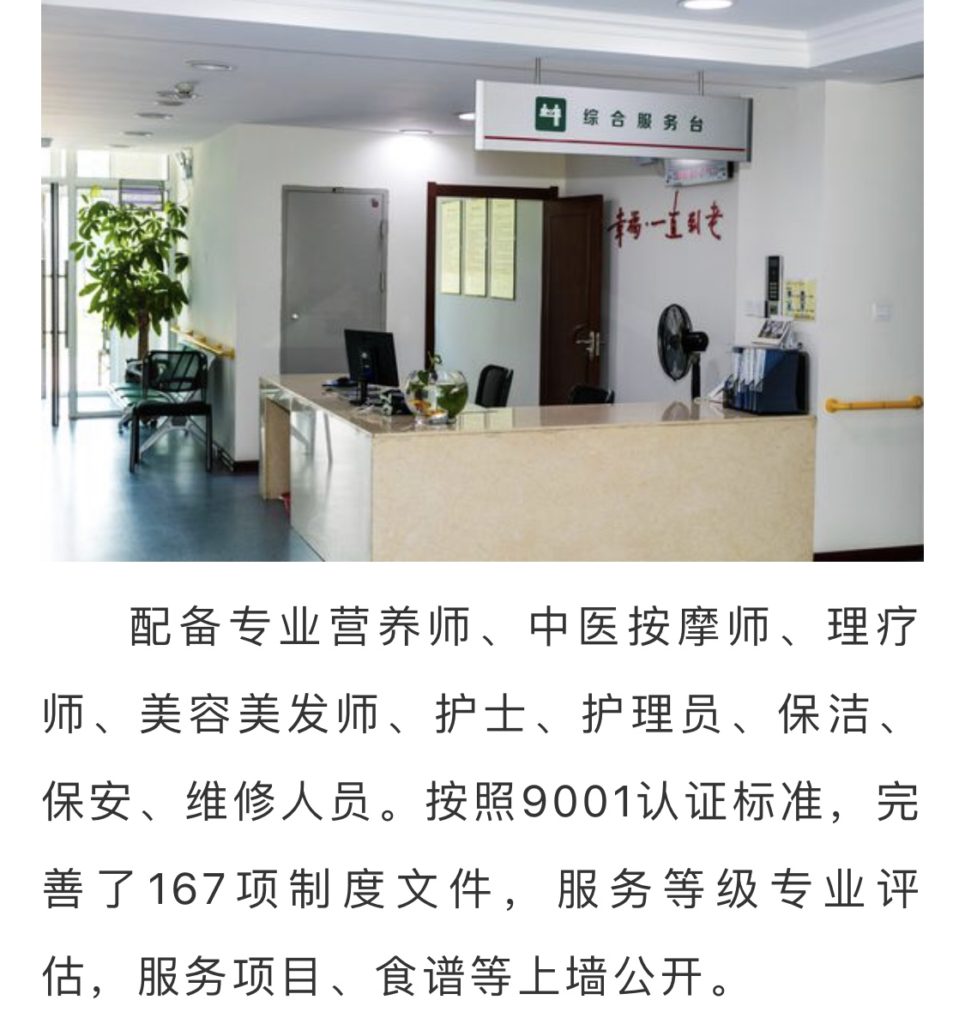 综合服务台
幸福·一直到老
配备专业营养师、中医按摩师、理疗
师、美容美发师、护士、护理员、保洁、
保安、维修人员。按照9001认证标准，完
善了167项制度文件，服务等级专业评
估，服务项目、食谱等上墙公开。